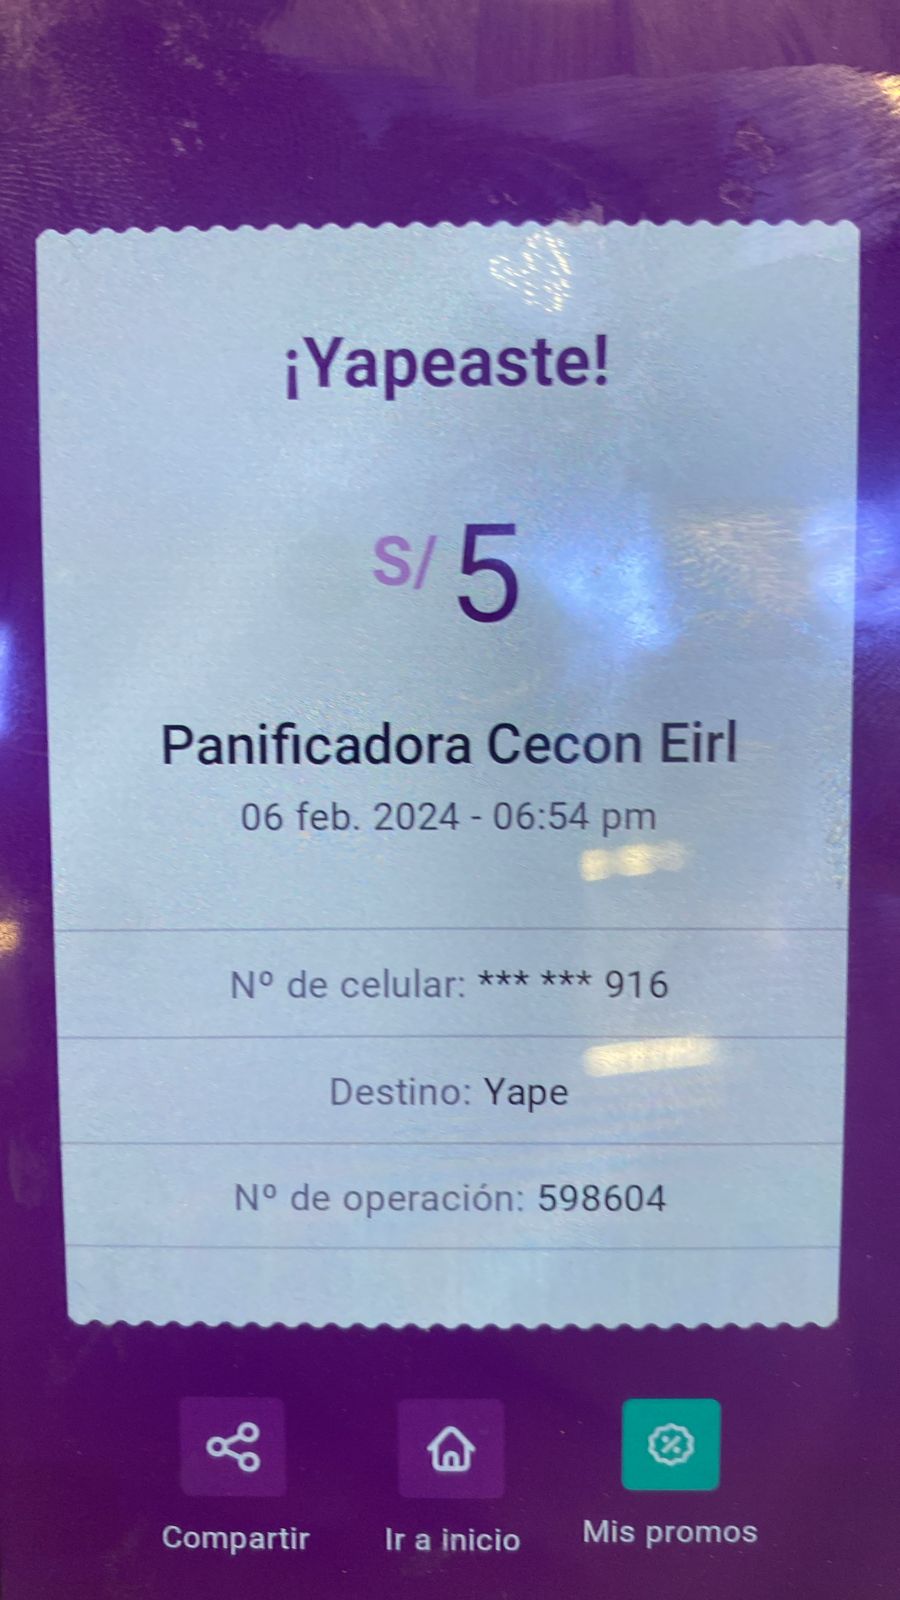 ¡Yapeaste!
S/ 5
Panificadora Cecon Eirl
06 feb. 2024 - 06:54 pm
Nº de celular: *** *** 916
Destino: Yape
Nº de operación: 598604
Compartir
Ir a inicio
Mis promos